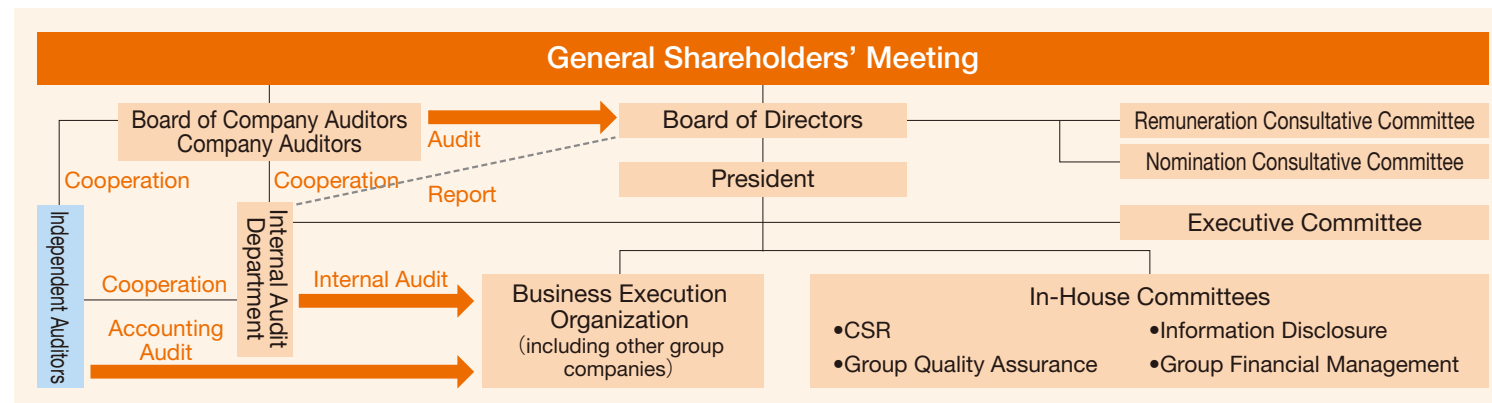 General Shareholders’ Meeting
Board of Company Auditors
Company Auditors
Audit
Board of Directors
Remuneration Consultative Committee
Nomination Consultative Committee
Cooperation
Cooperation
Report
President
Independent Auditors
Internal Audit
Department
Executive Committee
Cooperation
Internal Audit
Accounting
Audit
Business Execution
Organization
(including other group
companies)
In-House Committees
•CSR
•Information Disclosure
•Group Quality Assurance
•Group Financial Management